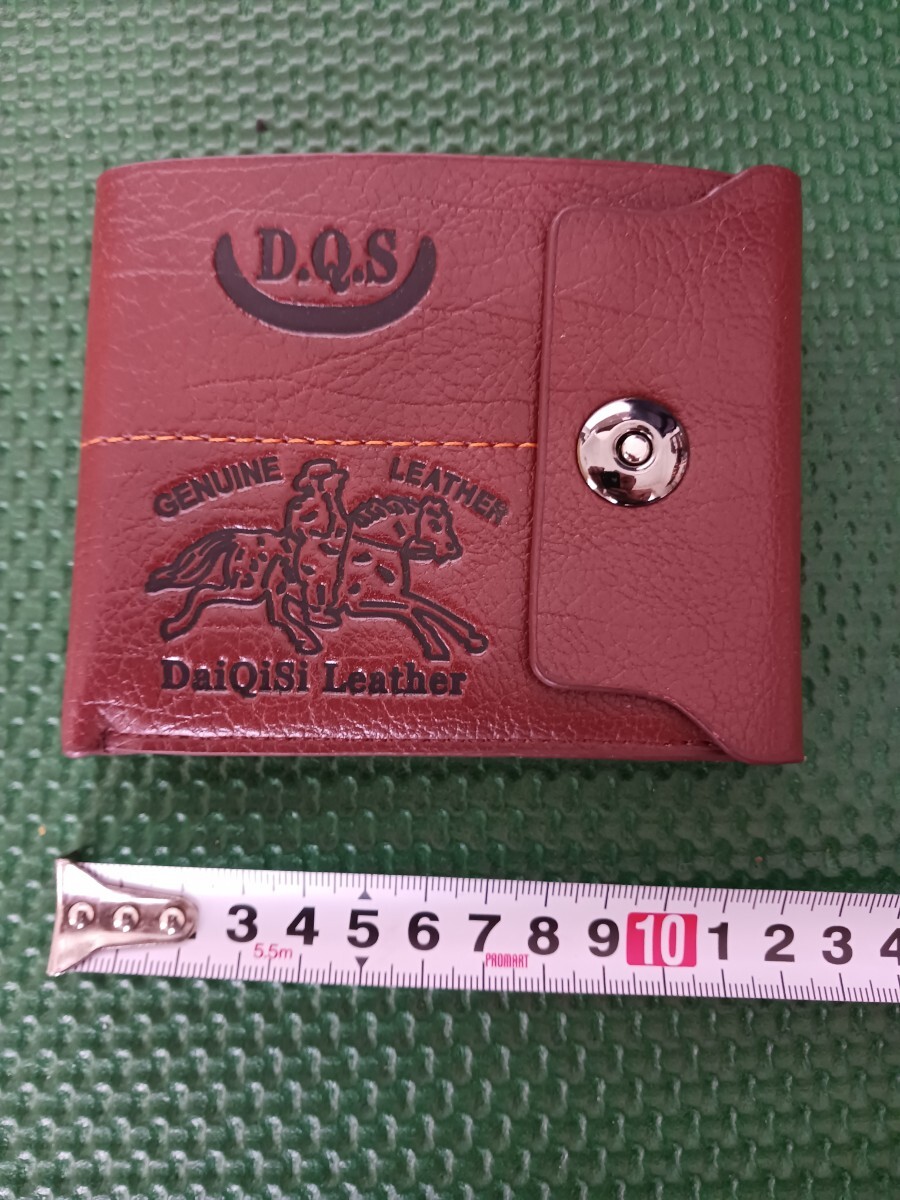 D.Q.S
GENUINE LEATHER
DaiQiSi Leather
3 4 5 6 7 8 9 10 1 2 3 4
5.5m
PROMART